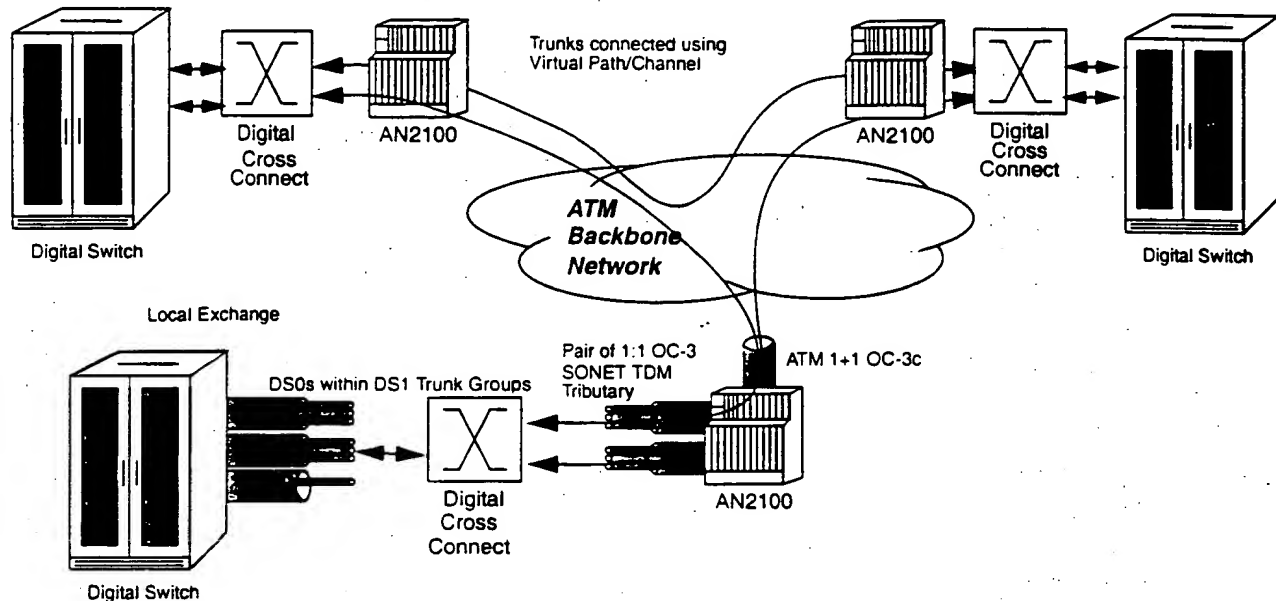 Trunks connected using
Virtual Path/Channel
AN2100
AN2100
Digital
Cross
Connect
Digital
Cross
Connect
Digital Switch
Digital Switch
ATM
Backbone
Network
Local Exchange
DS0s within DS1 Trunk Groups
Pair of 1:1 OC-3
SONET TDM
Tributary
ATM 1+1 OC-3c
AN2100
Digital
Cross
Connect
Digital Switch